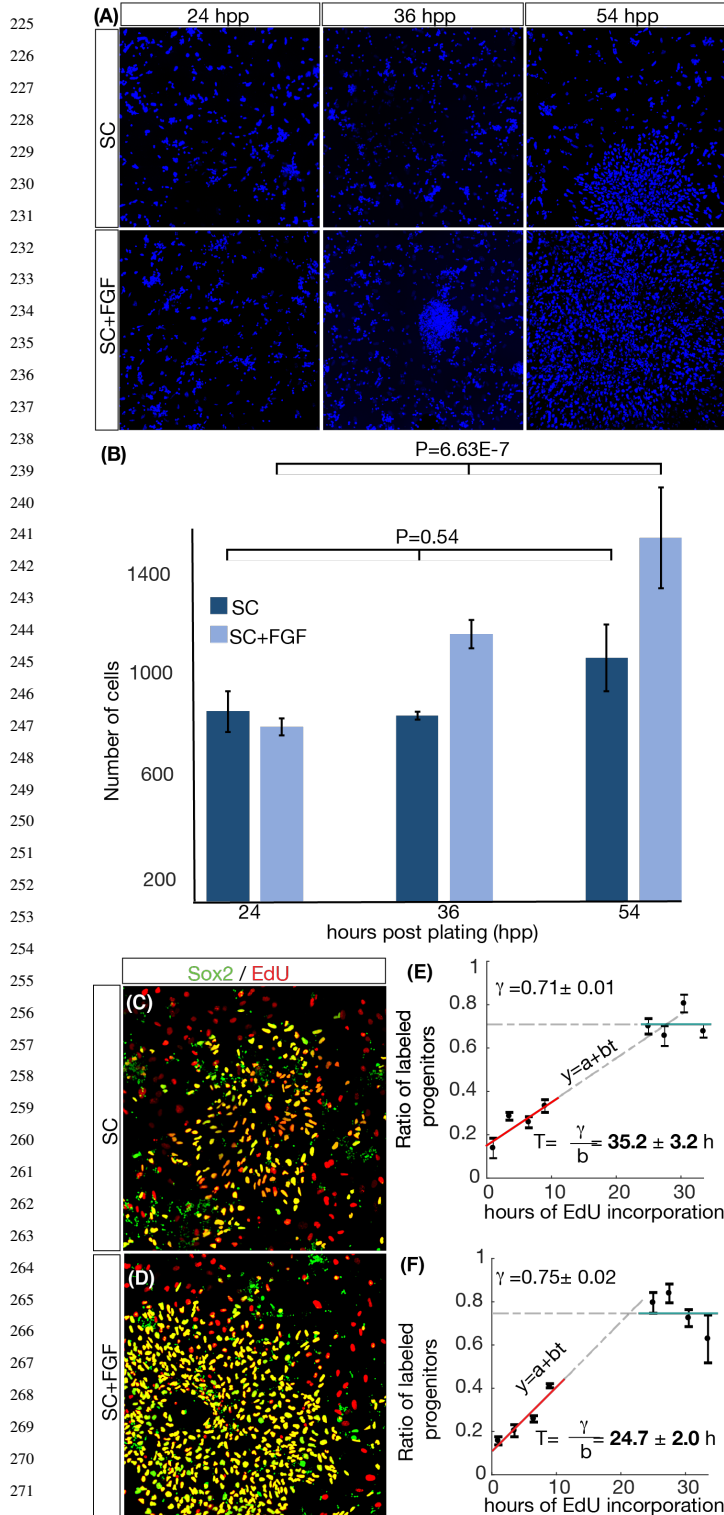 225
226
227
228
229
230
231
232
233
234
235
236
237
238
239
240
241
242
243
244
245
246
247
248
249
250
251
252
253
254
255
256
257
258
259
260
261
262
263
264
265
266
267
268
269
270
271
(A)
24 hpp
36 hpp
54 hpp
SC
SC+FGF
(B)
P=6.63E-7
P=0.54
SC
SC+FGF
Number of cells
1400
1000
600
200
24
36
54
hours post plating (hpp)
Sox2 / EdU
(C)
SC
(D)
SC+FGF
(E)
γ =0.71± 0.01
y=a+bt
T= γ/b = 35.2 ± 3.2 h
Ratio of labeled
progenitors
1
0.8
0.6
0.4
0.2
0
0
10
20
30
hours of EdU incorporation
(F)
γ =0.75± 0.02
y=a+bt
T= γ/b = 24.7 ± 2.0 h
Ratio of labeled
progenitors
1
0.8
0.6
0.4
0.2
0
0
10
20
30
hours of EdU incorporation